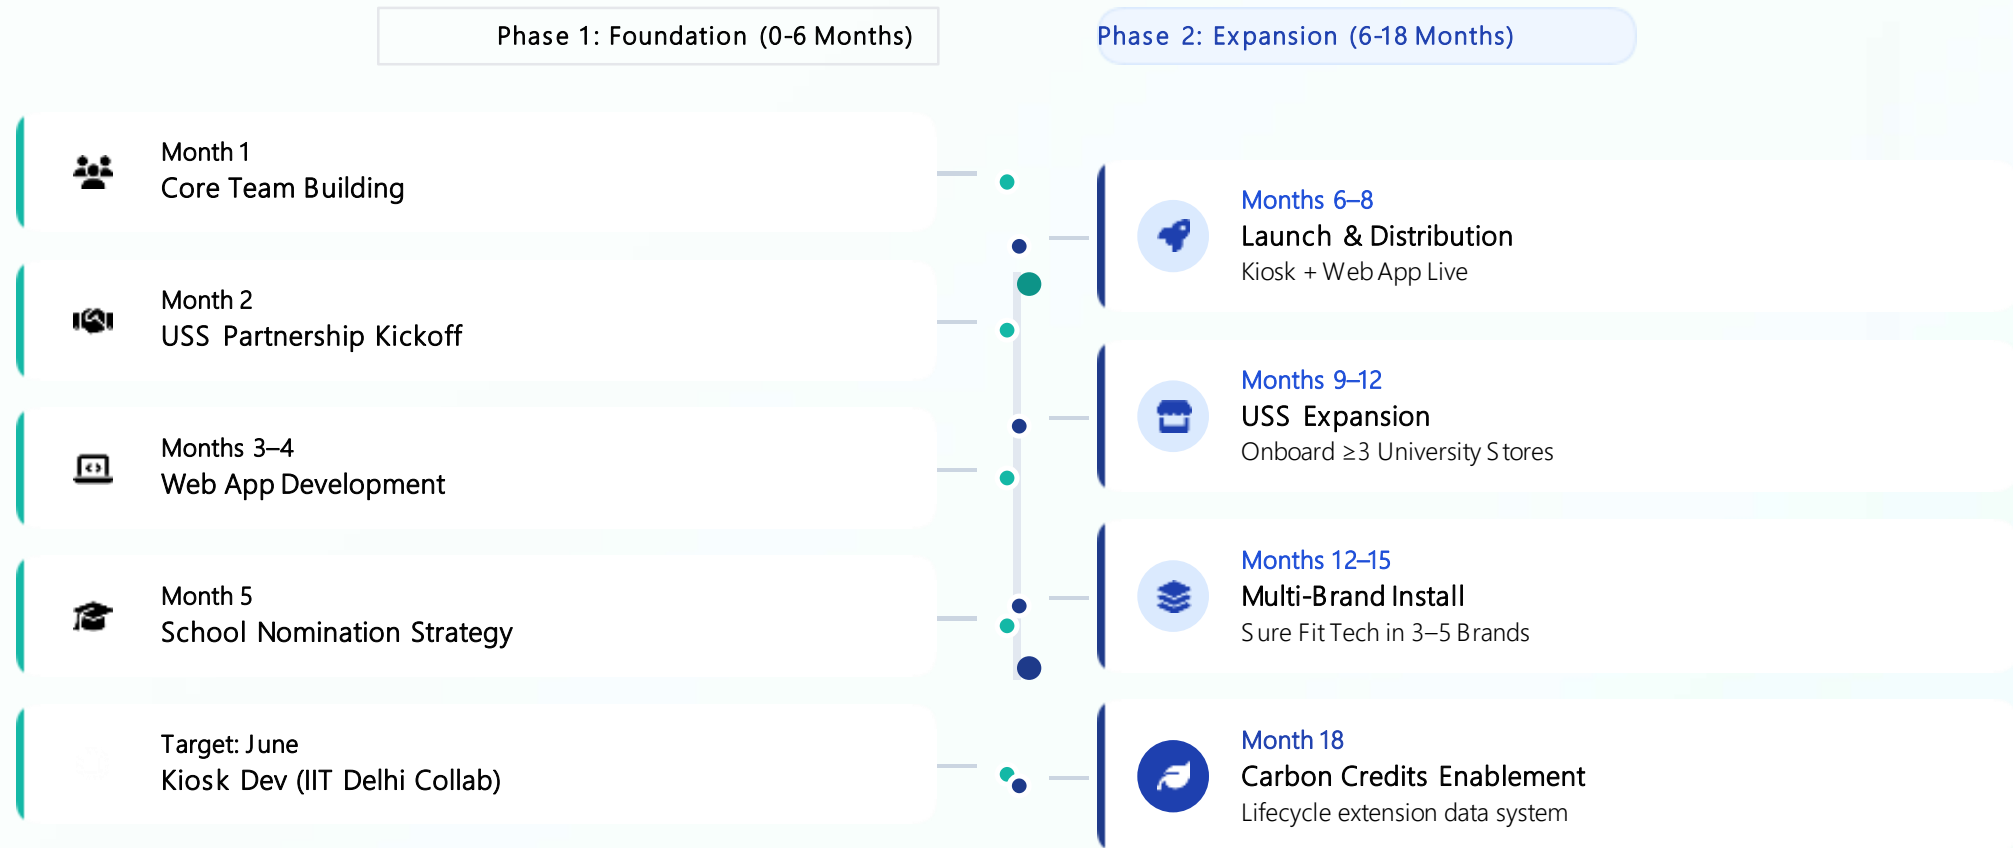 Phase 1: Foundation (0-6 Months)
Month 1
Core Team Building
Month 2
USS Partnership Kickoff
Months 3–4
Web App Development
Month 5
School Nomination Strategy
Target: June
Kiosk Dev (IIT Delhi Collab)
Phase 2: Expansion (6-18 Months)
Months 6–8
Launch & Distribution
Kiosk + Web App Live
Months 9–12
USS Expansion
Onboard ≥3 University Stores
Months 12–15
Multi-Brand Install
Sure Fit Tech in 3–5 Brands
Month 18
Carbon Credits Enablement
Lifecycle extension data system